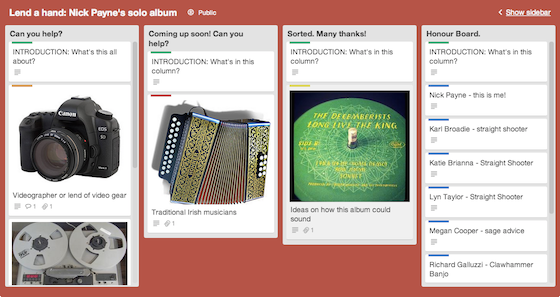 Lend a hand: Nick Payne's solo album
Public
Show sidebar
Can you help?
INTRODUCTION: What's this all
about?
Canon
EOS
5D
Videographer or lend of video gear
1
1
Coming up soon! Can you
help?
INTRODUCTION: What's in this
column?
Traditional Irish musicians
1
Sorted. Many thanks!
INTRODUCTION: What's in this
column?
THE DECEMBERISTS
LONG LIVE THE KING
Ideas on how this album could
sound
1
Honour Board.
INTRODUCTION: What's in this
column?
Nick Payne - this is me!
Karl Broadie - straight shooter
Katie Brianna - Straight Shooter
Lyn Taylor - Straight Shooter
Megan Cooper - sage advice
Richard Galluzzi - Clawhammer
Banjo